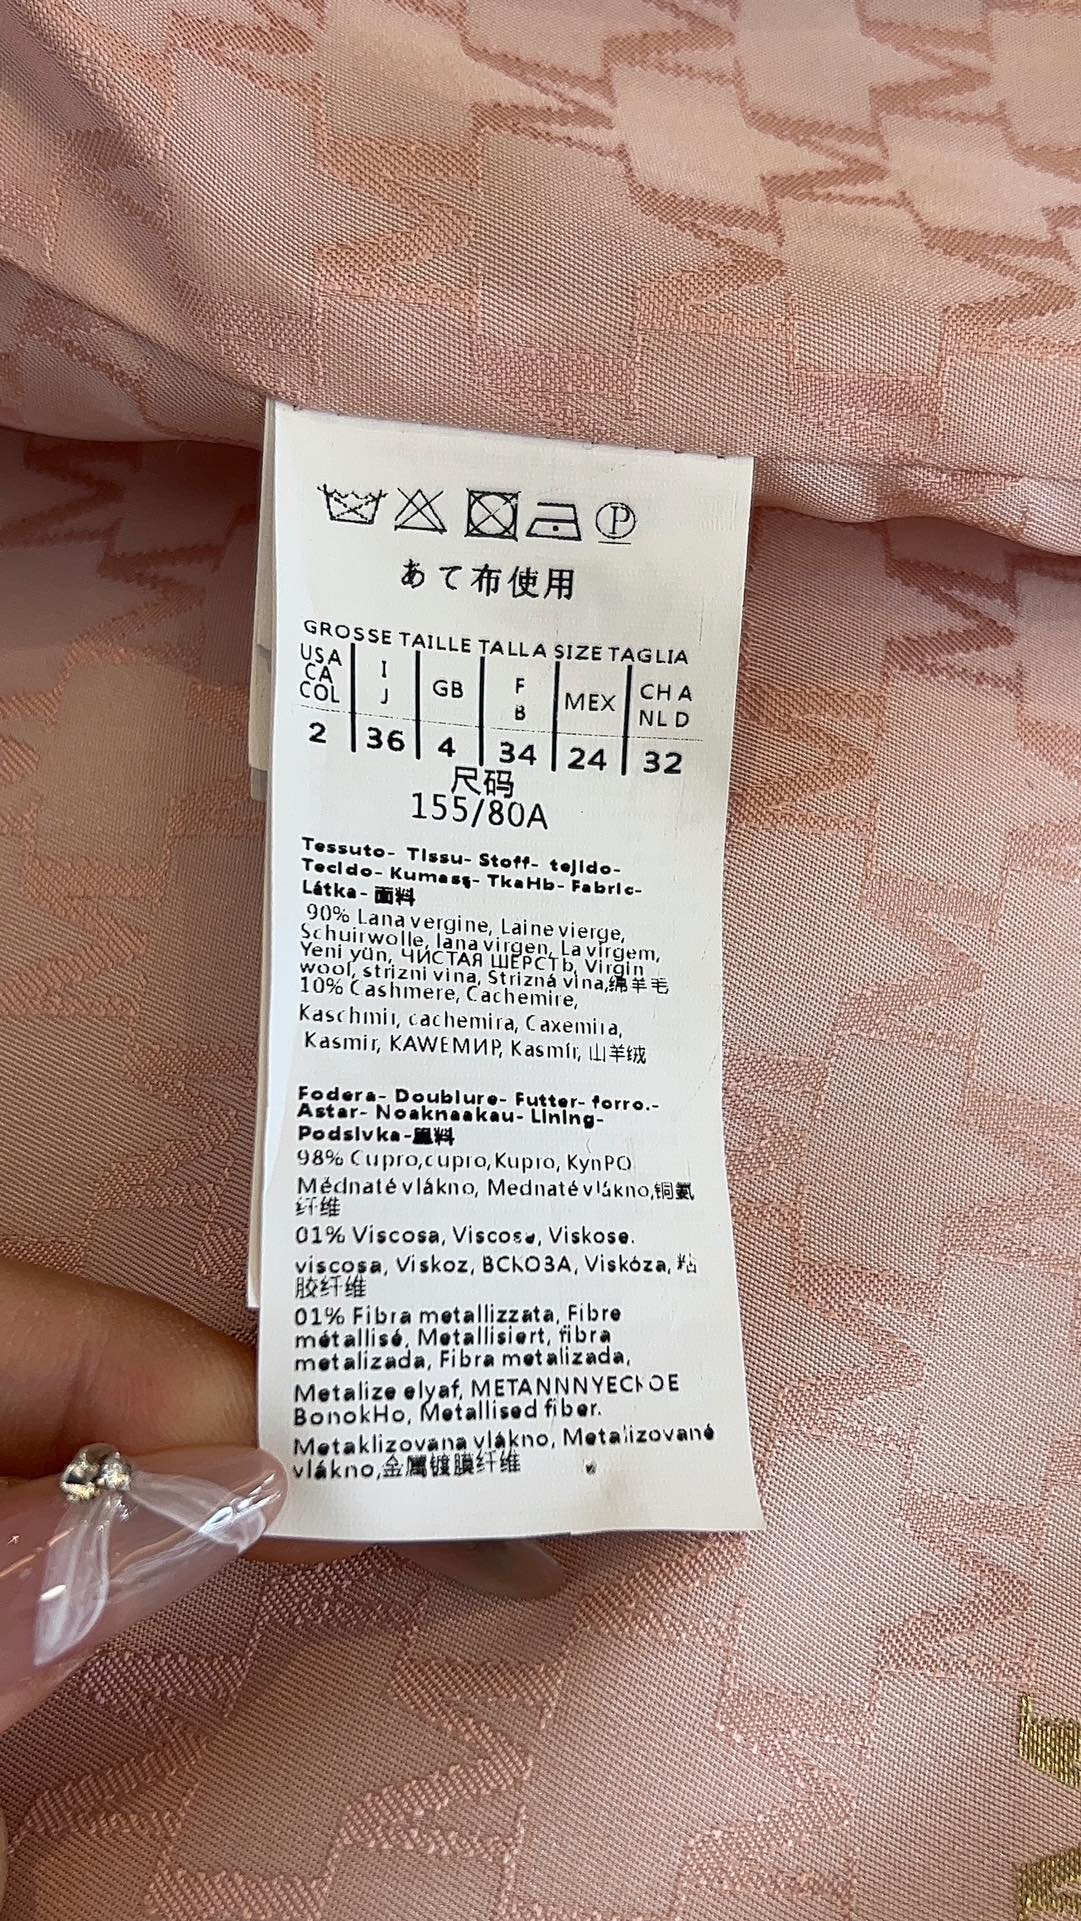 P
あて布使用
GROSSE TAILLE TALLA SIZE TAGLIA
USA CA COL I J GB F B MEX CH A NL D
2 36 4 34 24 32
尺码
155/80A
Tessuto- Tissu- Stoff- tejido-
Tecido- Kumasş- TkaHb- Fabric-
Látka- 面料
90% Lana vergine, Laine vierge,
Schuirwolle, lana virgen, La virgem,
Yeni yün, ЧИСТАЯ ШЕРСТЬ, Virgin
wool, strizni vina, Strizná vina,绵羊毛
10% Cashmere, Cachemire,
Kaschmir, cachemira, Caxemira,
Kasmir, KAWEМИР, Kasmír, 山羊绒
Fodera- Doublure- Futter- forro.-
Astar- Noaknaakau- Lining-
Podsivka-料
98% Cupro,cupro,Kupro, KynPO
Médnaté vlákno, Mednaté vlákno,铜氨
纤维
01% Viscosa, Viscose, Viskose.
viscosa, Viskoz, ВСКОЗА, Viskóza, 粘
胶纤维
01% Fibra metallizzata, Fibre
métallisé, Metallisiert, fibra
metalizada, Fibra metalizada,
Metalize elyaf, METANNNYECKOE
BonokHo, Metallised fiber.
Metaklizovana vlákno, Metalizované
vlákno,金属镀膜纤维